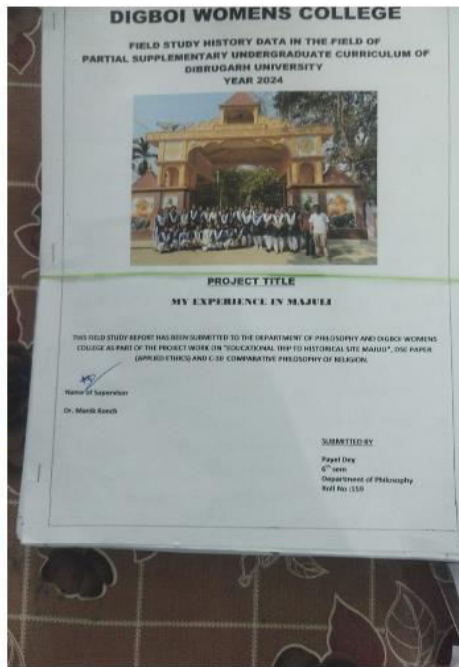 DIGBOI WOMENS COLLEGE
FIELD STUDY HISTORY DATA IN THE FIELD OF
PARTIAL SUPPLEMENTARY UNDERGRADUATE CURRICULUM OF
DIBRUGARH UNIVERSITY
YEAR 2024
PROJECT TITLE
MY EXPERIENCE IN MAJULI
THIS FIELD STUDY REPORT HAS BEEN SUBMITTED TO THE DEPARTMENT OF PHILOSOPHY AND DIGBOI WOMENS
COLLEGE AS PART OF THE PROJECT WORK ON "EDUCATIONAL TRIP TO HISTORICAL SITE MAJULI", DSE PAPER
(APPLIED ETHICS) AND C-10 COMPARATIVE PHILOSOPHY OF RELIGION.
Name of Supervisor
Dr. Manik Konch
SUBMITTED BY
Payel Dey
6th sem
Department of Philosophy
Roll No :159